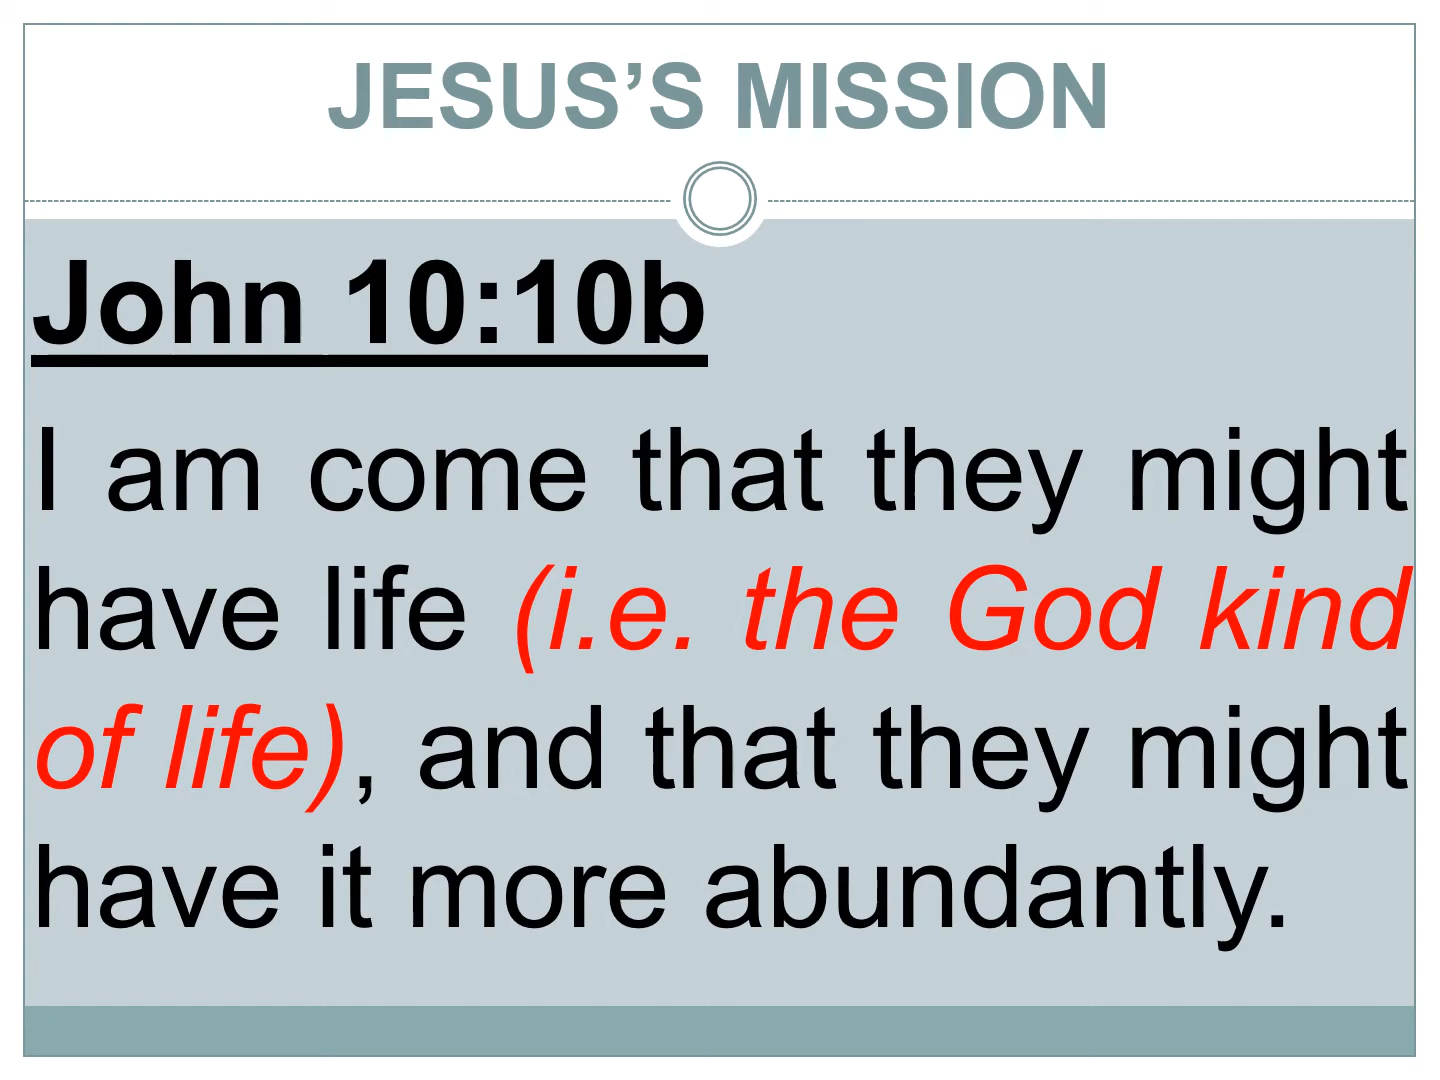 JESUS’S MISSION
John 10:10b
I am come that they might
have life (i.e. the God kind
of life), and that they might
have it more abundantly.